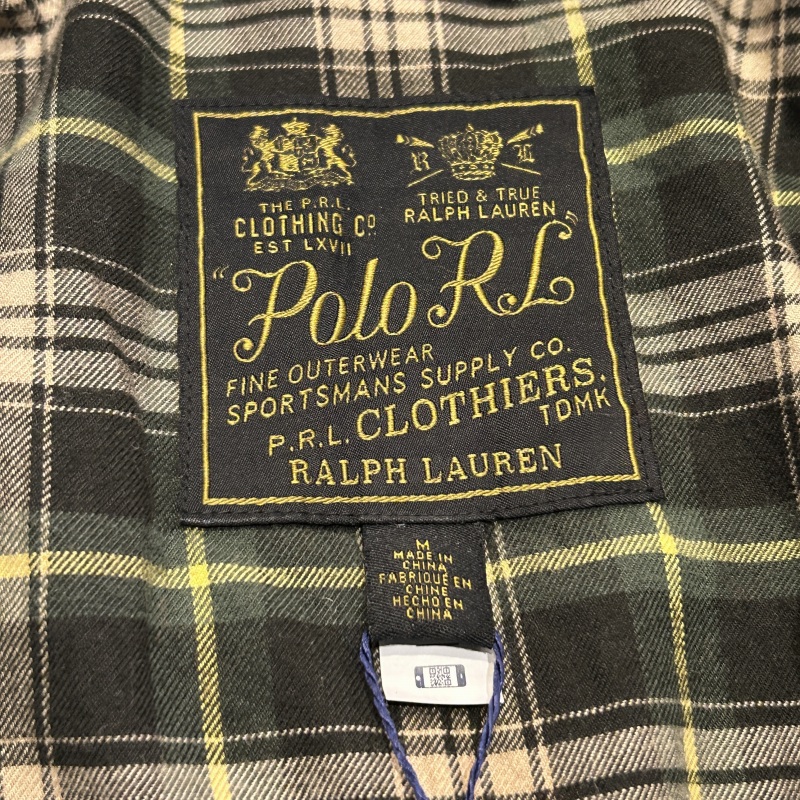 THE P.R.L.
CLOTHING Co
EST LXVII
R L
TRIED & TRUE
RALPH LAUREN
"Polo RL"
FINE OUTERWEAR
SPORTSMANS SUPPLY CO.
P.R.L. CLOTHIERS.
TDMK
RALPH LAUREN
M
MADE IN
CHINA
FABRIQUÉ EN
CHINE
HECHO EN
CHINA